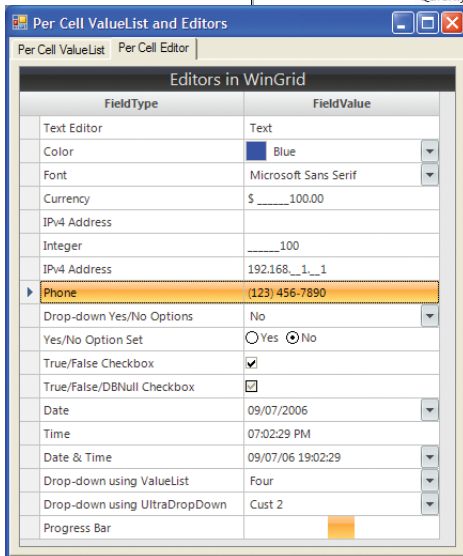 Per Cell ValueList and Editors
Per Cell ValueList Per Cell Editor
Editors in WinGrid
FieldType FieldValue
Text Editor Text
Color Blue
Font Microsoft Sans Serif
Currency $ ______100.00
IPv4 Address
Integer ______100
IPv4 Address 192.168.__1.__1
Phone (123) 456-7890
Drop-down Yes/No Options No
Yes/No Option Set Yes No
True/False Checkbox
True/False/DBNull Checkbox
Date 09/07/2006
Time 07:02:29 PM
Date & Time 09/07/06 19:02:29
Drop-down using ValueList Four
Drop-down using UltraDropDown Cust 2
Progress Bar